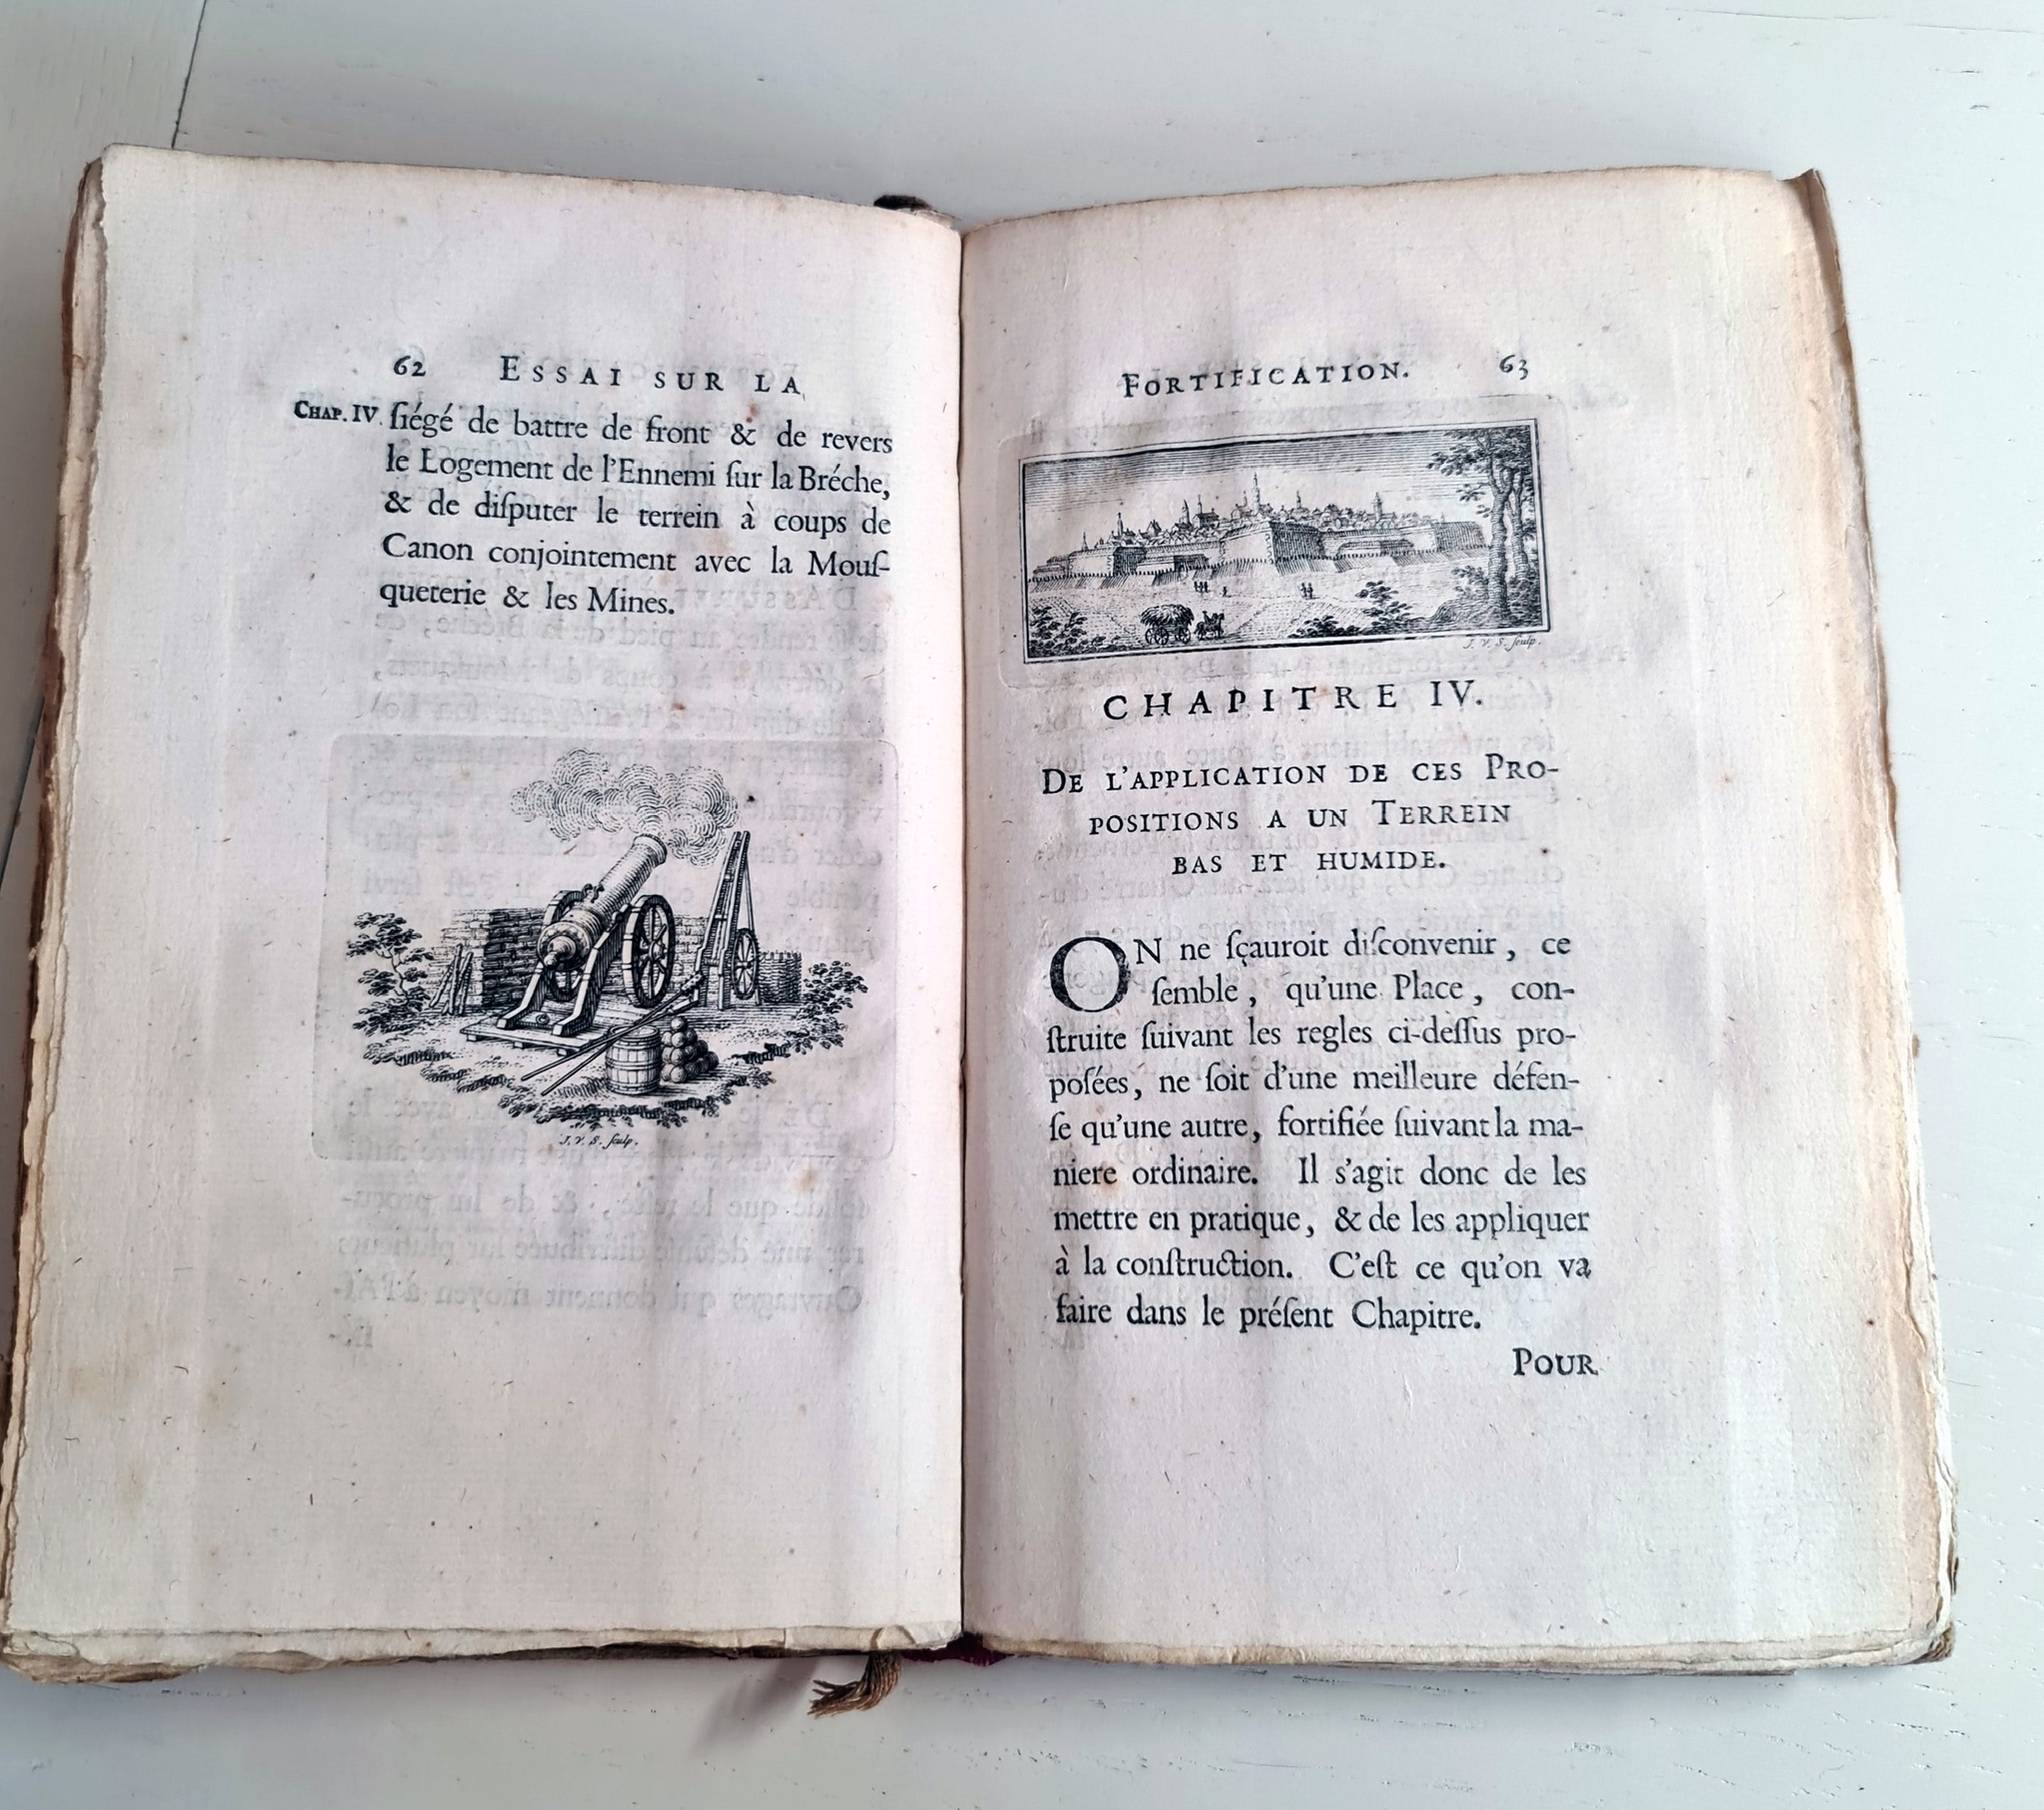 62 ESSAI SUR LA
CHAP. IV. ſiégé de battre de front & de revers
le Logement de l'Ennemi ſur la Bréche,
& de diſputer le terrein à coups de
Canon conjointement avec la Mouſ-
queterie & les Mines.
J. V. S. ſculp.
FORTIFICATION. 63
J. V. S. ſculp.
CHAPITRE IV.
DE L'APPLICATION DE CES PRO-
POSITIONS A UN TERREIN
BAS ET HUMIDE.
ON ne ſçauroit diſconvenir, ce
ſemble, qu'une Place, con-
ſtruite ſuivant les regles ci-deſſus pro-
poſées, ne ſoit d'une meilleure défen-
ſe qu'une autre, fortifiée ſuivant la ma-
niere ordinaire. Il s'agit donc de les
mettre en pratique, & de les appliquer
à la conſtruction. C'eſt ce qu'on va
faire dans le préſent Chapitre.
POUR